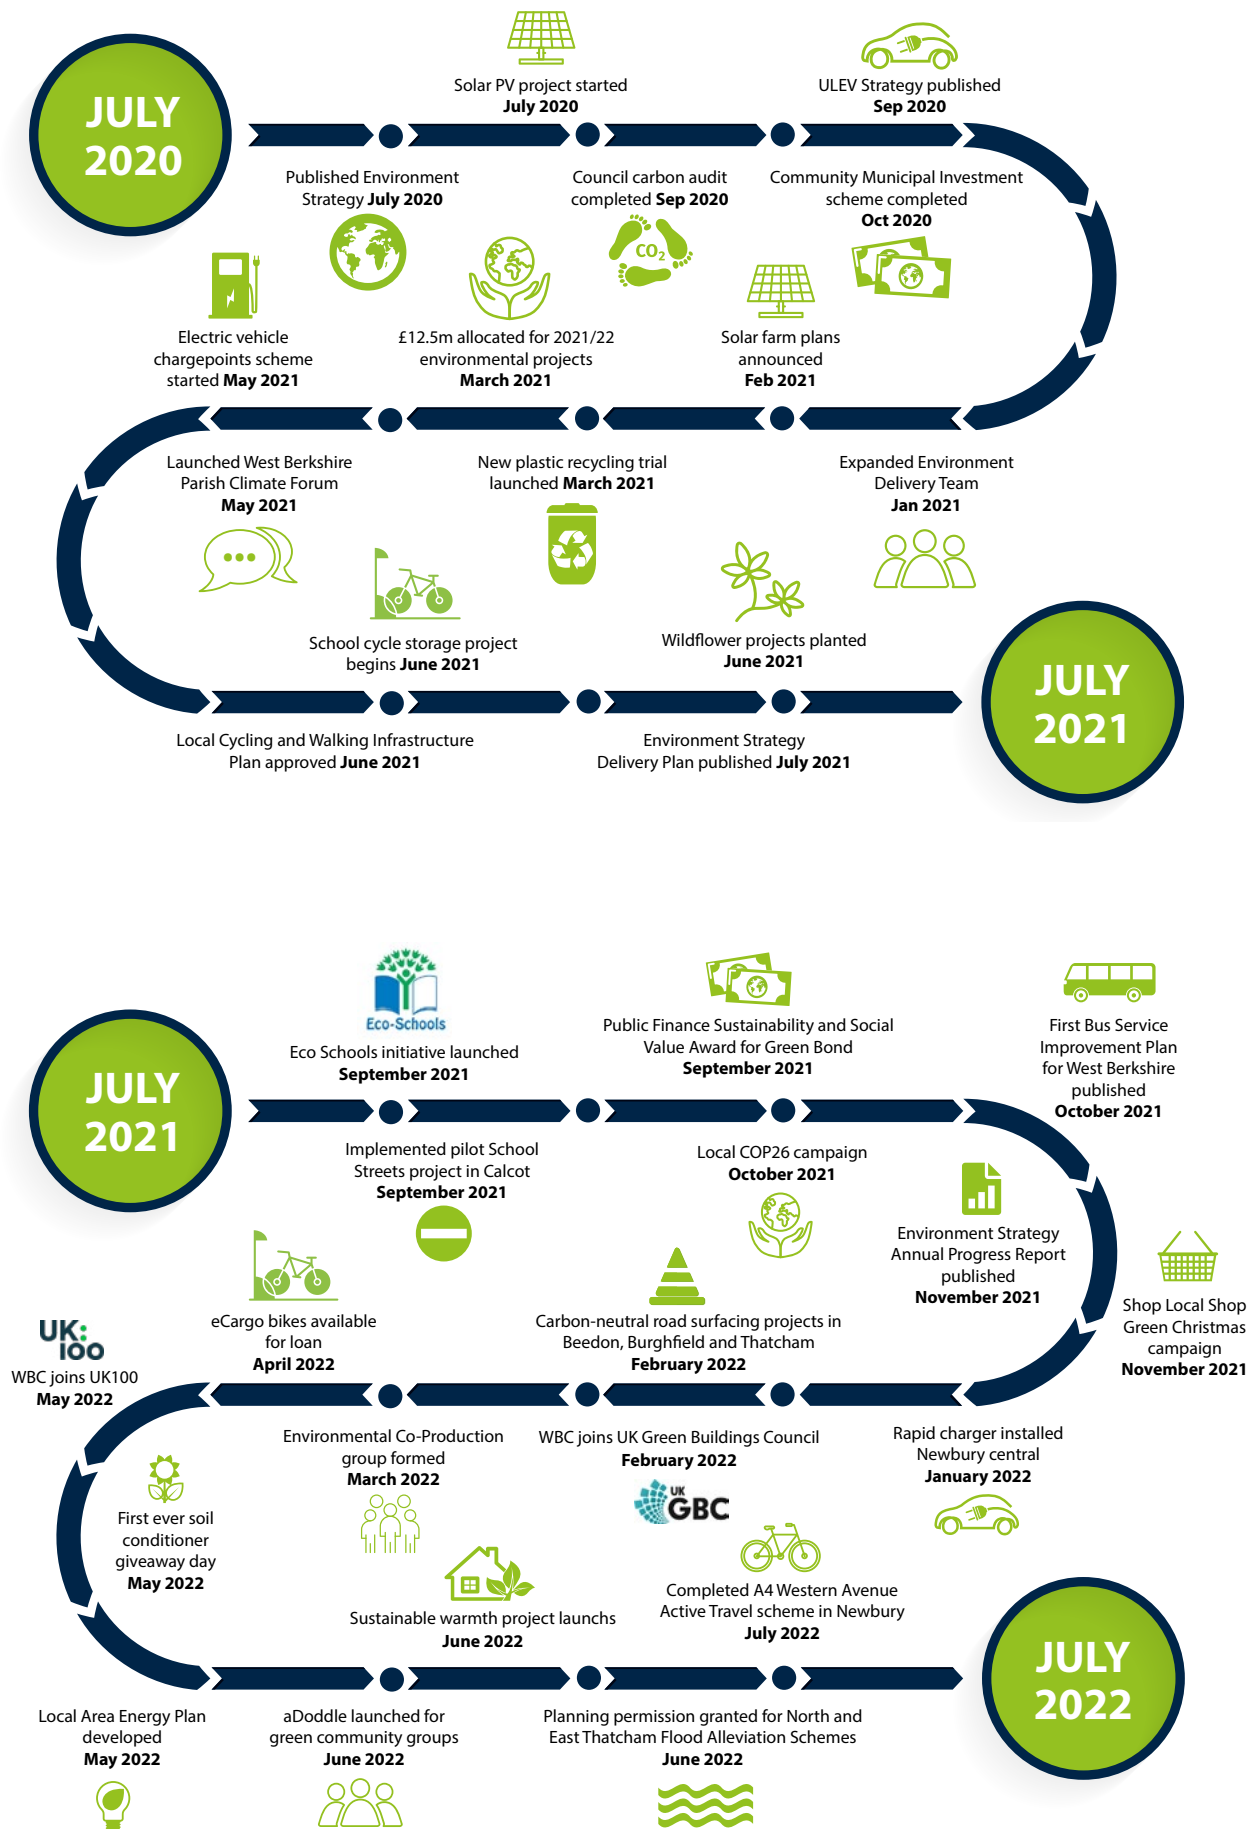 JULY
2020
Solar PV project started
July 2020
ULEV Strategy published
Sep 2020
Published Environment
Strategy July 2020
Council carbon audit
completed Sep 2020
CO2
Community Municipal Investment
scheme completed
Oct 2020
Electric vehicle
chargepoints scheme
started May 2021
£12.5m allocated for 2021/22
environmental projects
March 2021
Solar farm plans
announced
Feb 2021
Launched West Berkshire
Parish Climate Forum
May 2021
New plastic recycling trial
launched March 2021
Expanded Environment
Delivery Team
Jan 2021
School cycle storage project
begins June 2021
Wildflower projects planted
June 2021
Local Cycling and Walking Infrastructure
Plan approved June 2021
Environment Strategy
Delivery Plan published July 2021
JULY
2021
JULY
2021
Eco-Schools
Eco Schools initiative launched
September 2021
Public Finance Sustainability and Social
Value Award for Green Bond
September 2021
First Bus Service
Improvement Plan
for West Berkshire
published
October 2021
Implemented pilot School
Streets project in Calcot
September 2021
Local COP26 campaign
October 2021
Environment Strategy
Annual Progress Report
published
November 2021
Shop Local Shop
Green Christmas
campaign
November 2021
UK:
100
WBC joins UK100
May 2022
eCargo bikes available
for loan
April 2022
Carbon-neutral road surfacing projects in
Beedon, Burghfield and Thatcham
February 2022
Environmental Co-Production
group formed
March 2022
WBC joins UK Green Buildings Council
February 2022
UK
GBC
Rapid charger installed
Newbury central
January 2022
First ever soil
conditioner
giveaway day
May 2022
Sustainable warmth project launchs
June 2022
Completed A4 Western Avenue
Active Travel scheme in Newbury
July 2022
Local Area Energy Plan
developed
May 2022
aDoddle launched for
green community groups
June 2022
Planning permission granted for North and
East Thatcham Flood Alleviation Schemes
June 2022
JULY
2022